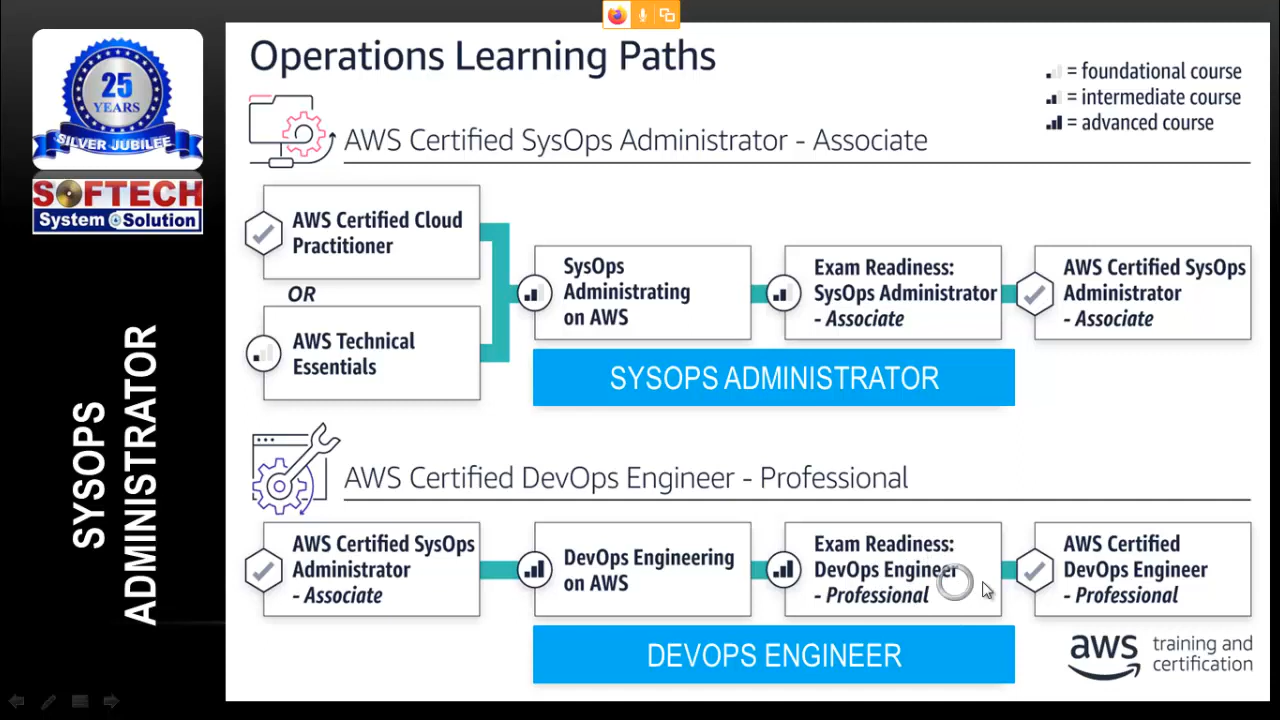 25
YEARS
SILVER JUBILEE
SOFTECH
System Solution
SYSOPS
ADMINISTRATOR
Operations Learning Paths
= foundational course
= intermediate course
= advanced course
AWS Certified SysOps Administrator - Associate
AWS Certified Cloud
Practitioner
OR
AWS Technical
Essentials
SysOps
Administrating
on AWS
Exam Readiness:
SysOps Administrator
- Associate
AWS Certified SysOps
Administrator
- Associate
SYSOPS ADMINISTRATOR
AWS Certified DevOps Engineer - Professional
AWS Certified SysOps
Administrator
- Associate
DevOps Engineering
on AWS
Exam Readiness:
DevOps Engineer
- Professional
AWS Certified
DevOps Engineer
- Professional
DEVOPS ENGINEER
aws
training and
certification